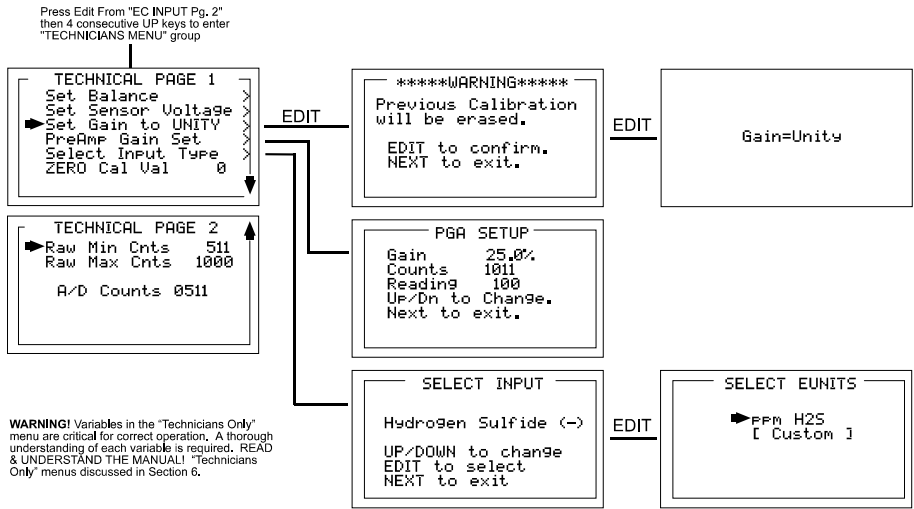 Press Edit From "EC INPUT Pg. 2"
then 4 consecutive UP keys to enter
"TECHNICIANS MENU" group
TECHNICAL PAGE 1
Set Balance >
Set Sensor Voltage >
Set Gain to UNITY >
PreAmp Gain Set >
Select Input Type >
ZERO Cal Val 0
EDIT
*****WARNING*****
Previous Calibration
will be erased.
EDIT to confirm.
NEXT to exit.
EDIT
Gain=Unity
TECHNICAL PAGE 2
Raw Min Cnts 511
Raw Max Cnts 1000
A/D Counts 0511
PGA SETUP
Gain 25.0%
Counts 1011
Reading 100
Up/Dn to Change.
Next to exit.
SELECT INPUT
Hydrogen Sulfide (-)
UP/DOWN to change
EDIT to select
NEXT to exit
EDIT
SELECT EUNITS
ppm H2S
[ Custom ]
WARNING! Variables in the "Technicians Only"
menu are critical for correct operation. A thorough
understanding of each variable is required. READ
& UNDERSTAND THE MANUAL! "Technicians
Only" menus discussed in Section 6.